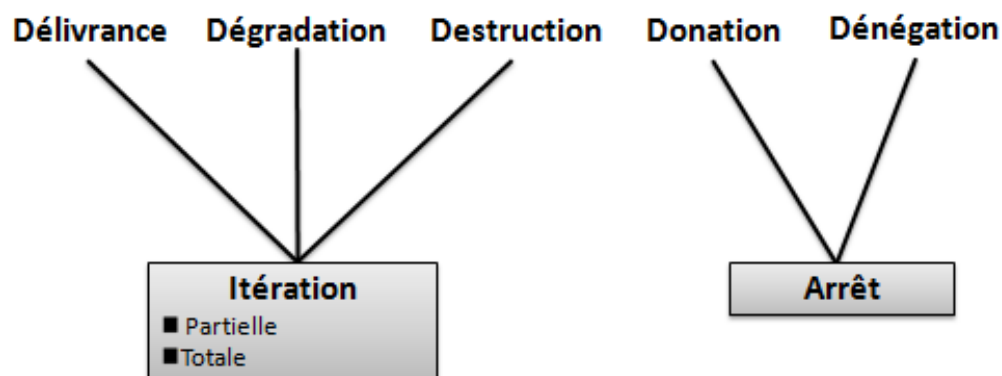 Délivrance Dégradation Destruction Donation Dénégation
Itération
■ Partielle
■ Totale
Arrêt